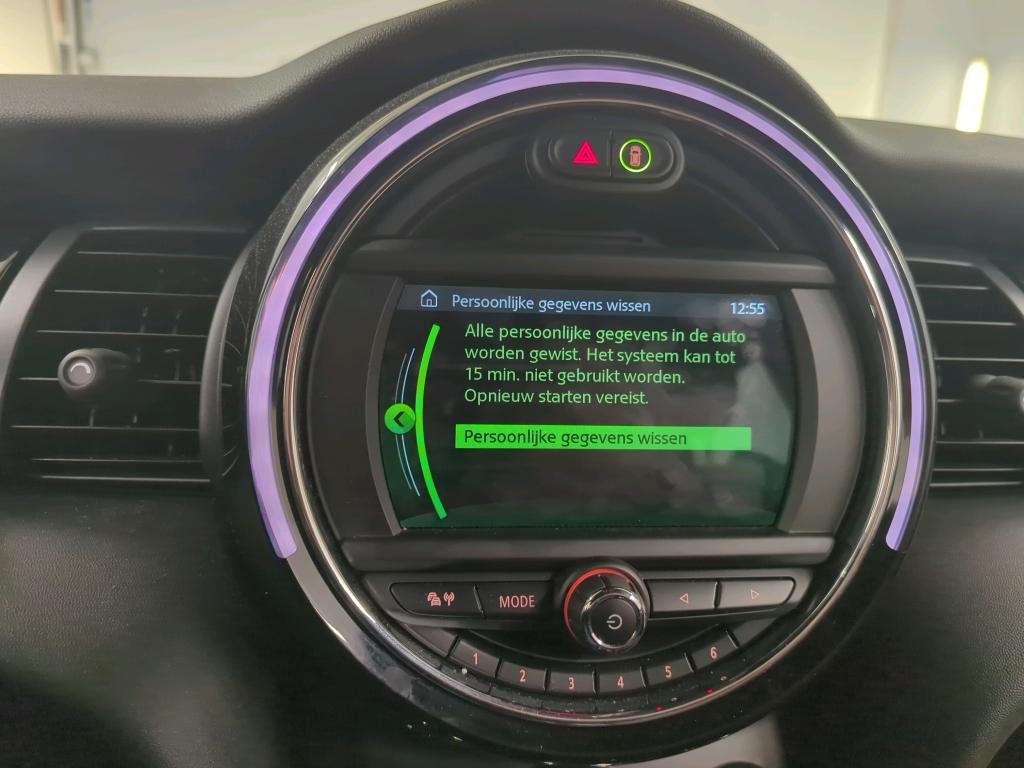 Persoonlijke gegevens wissen 12:55
Alle persoonlijke gegevens in de auto
worden gewist. Het systeem kan tot
15 min. niet gebruikt worden.
Opnieuw starten vereist.
Persoonlijke gegevens wissen
MODE
1 2 3 4 5 6